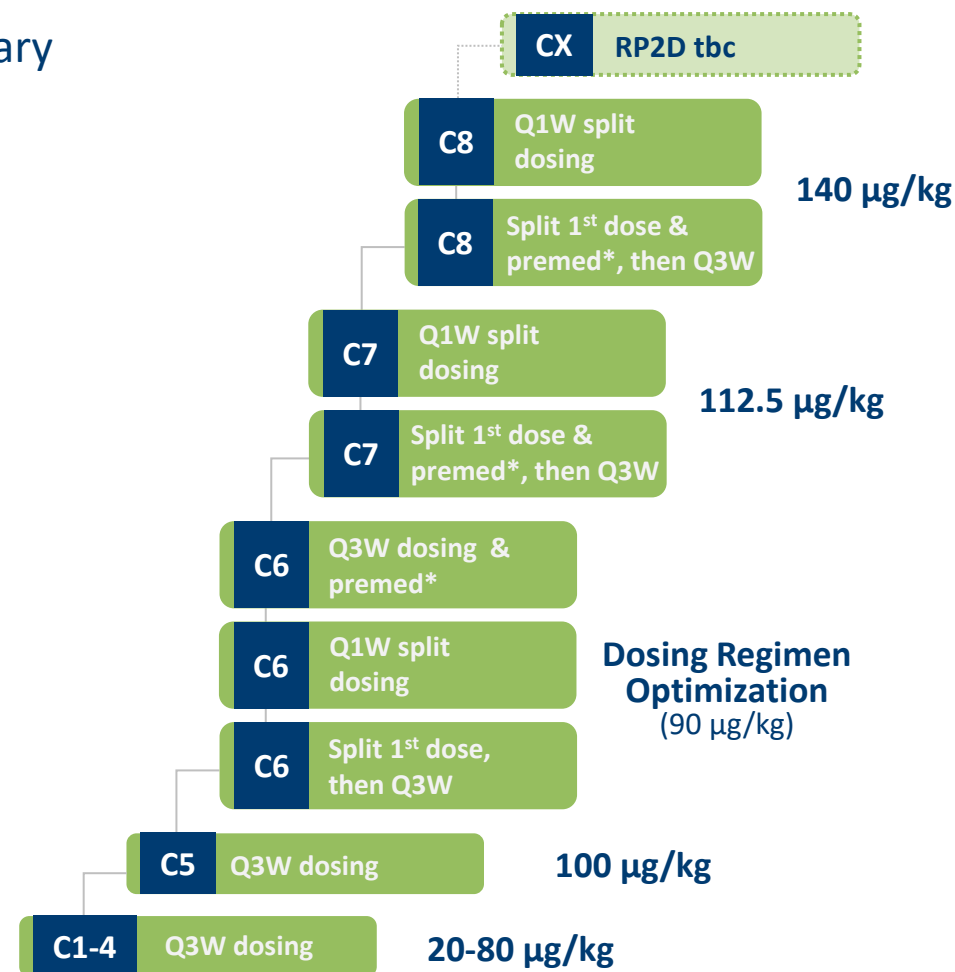 ary
CX RP2D tbc
C8 Q1W split
dosing
140 µg/kg
C8 Split 1st dose &
premed*, then Q3W
C7 Q1W split
dosing
112.5 µg/kg
C7 Split 1st dose &
premed*, then Q3W
C6 Q3W dosing &
premed*
C6 Q1W split
dosing
Dosing Regimen
Optimization
(90 µg/kg)
C6 Split 1st dose,
then Q3W
C5 Q3W dosing 100 µg/kg
C1-4 Q3W dosing 20-80 µg/kg